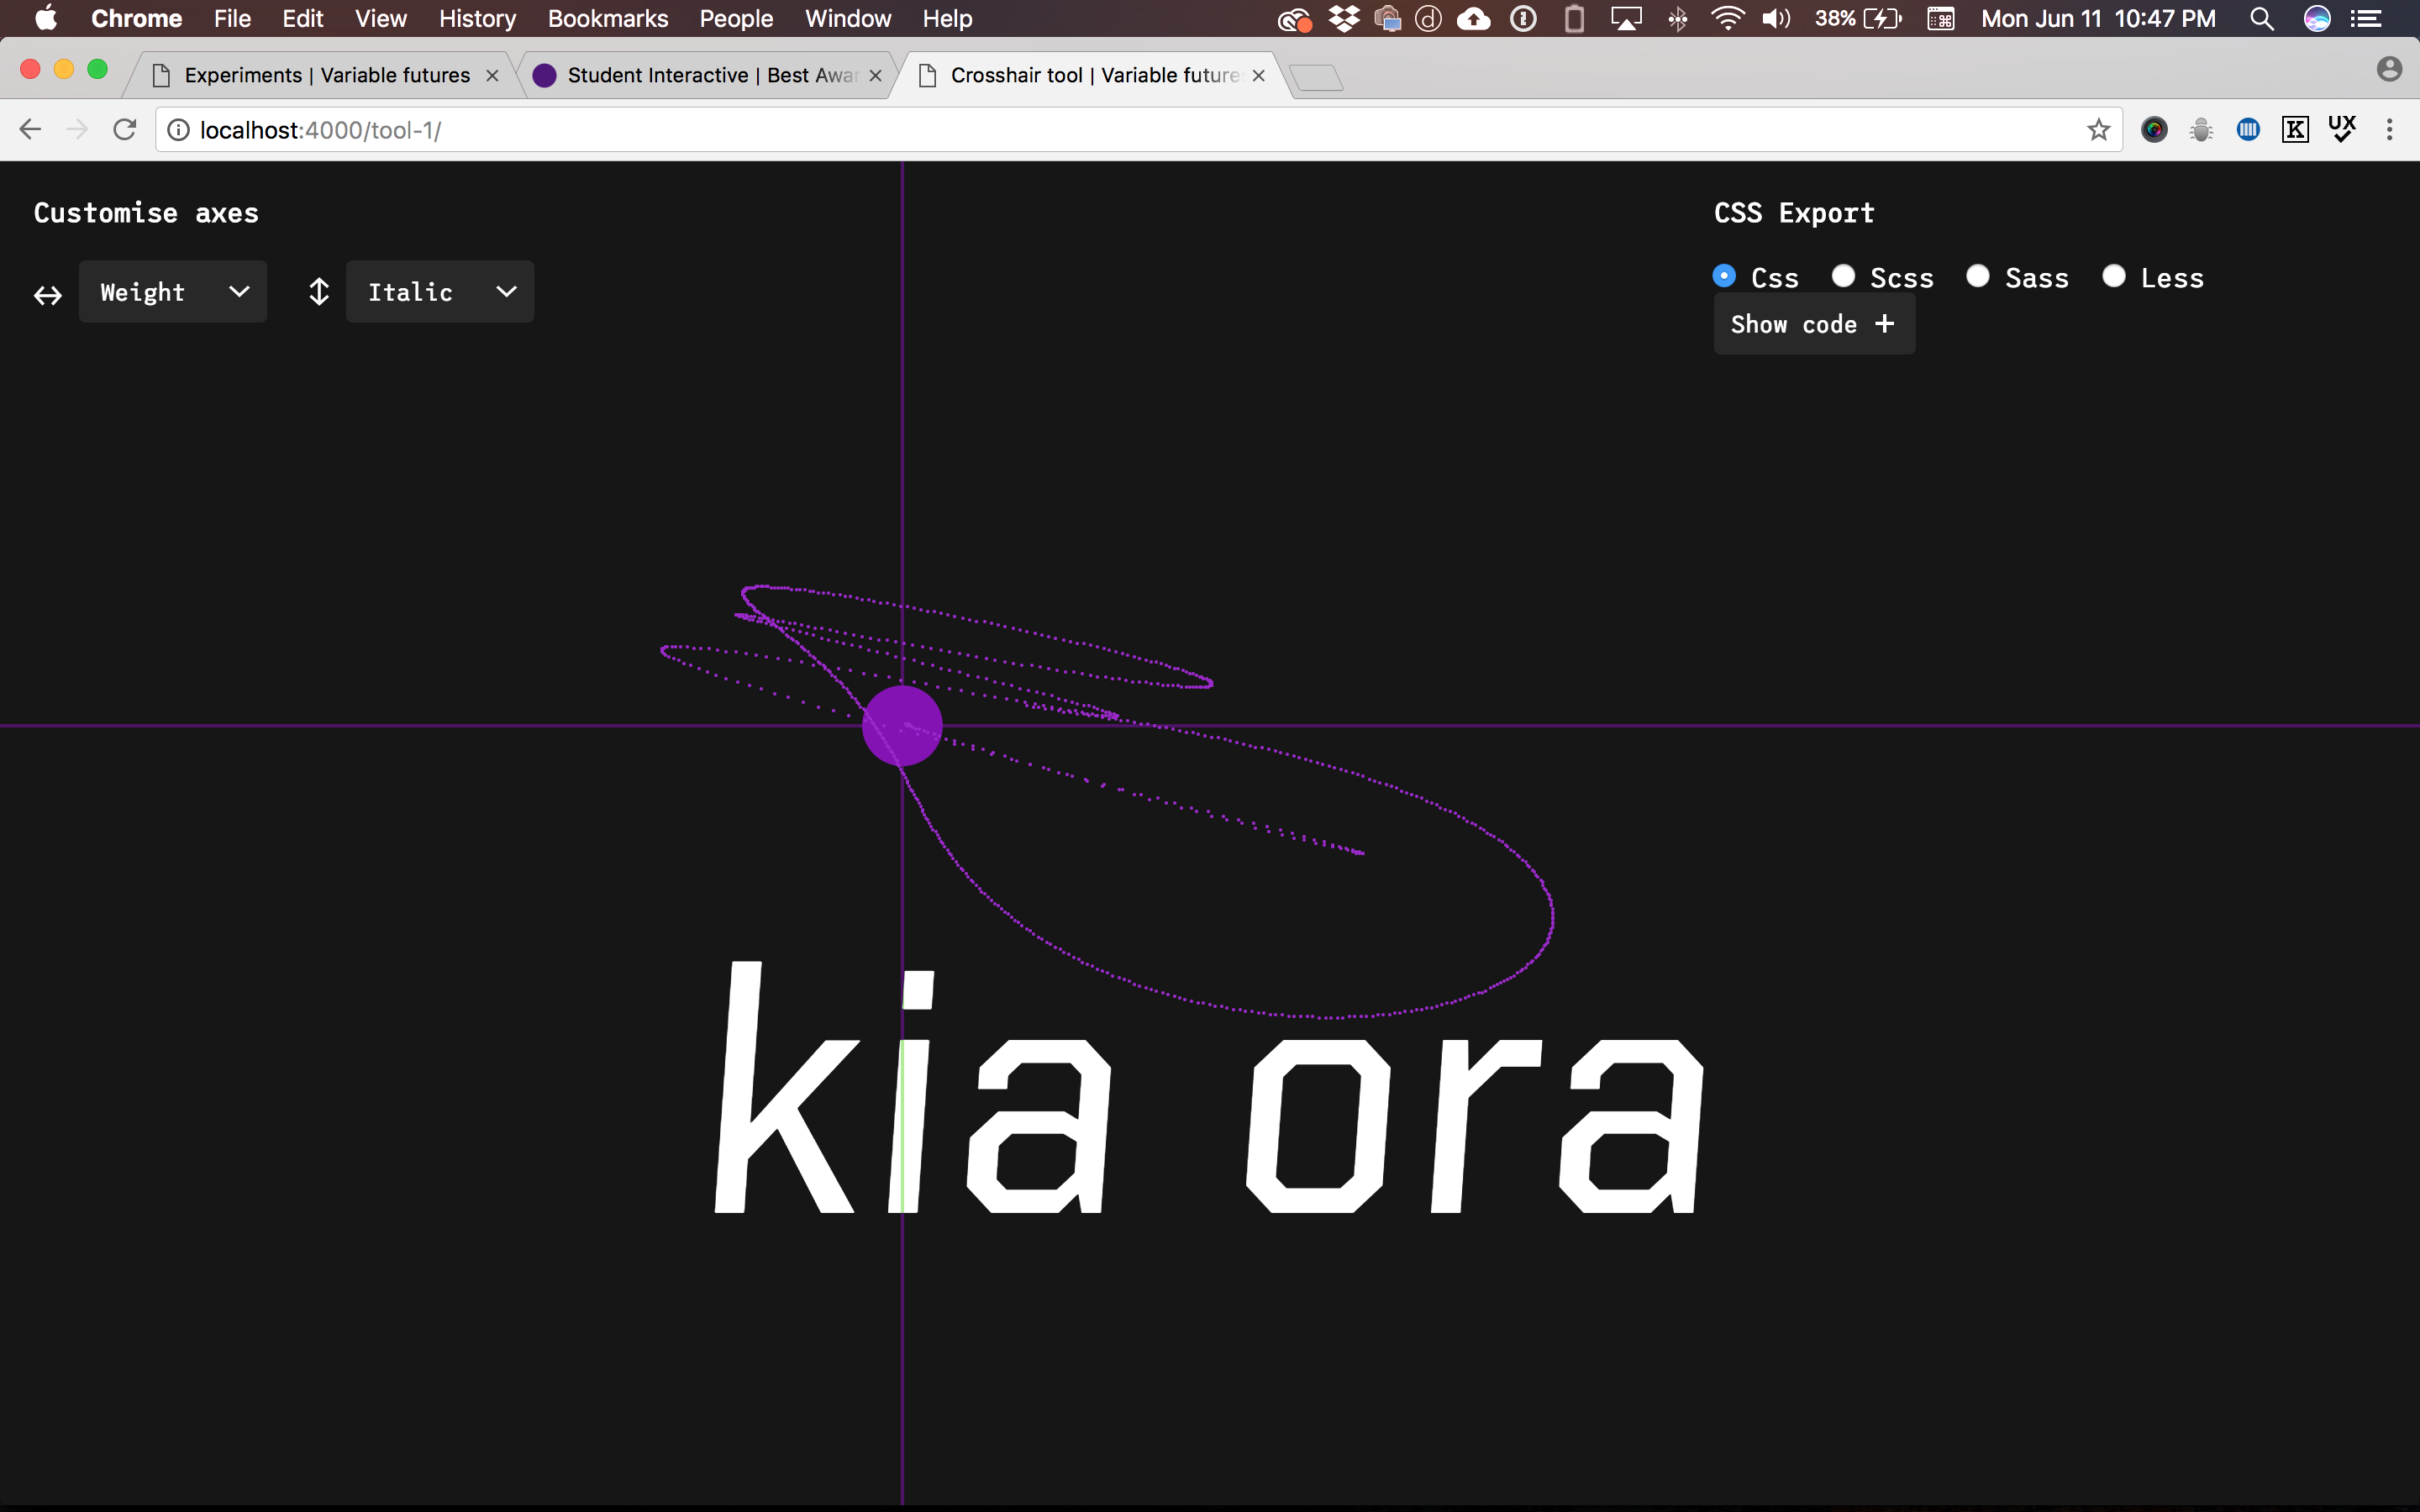 Chrome File Edit View History Bookmarks People Window Help 38% Mon Jun 11 10:47 PM
Experiments | Variable futures Student Interactive | Best Awar Crosshair tool | Variable future
localhost:4000/tool-1/ K UX
Customise axes CSS Export
Weight Italic Css Scss Sass Less
Show code +
kia ora